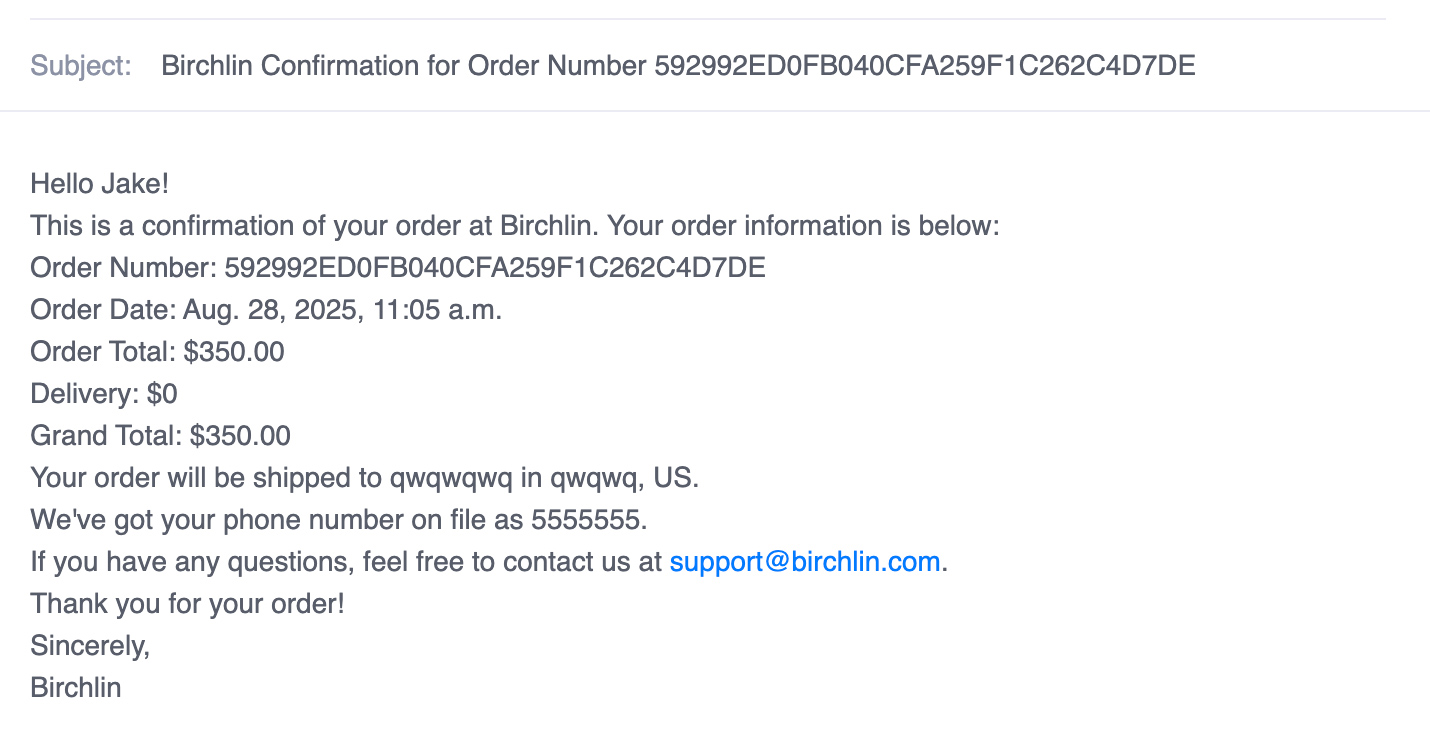 Subject: Birchlin Confirmation for Order Number 592992ED0FB040CFA259F1C262C4D7DE
Hello Jake!
This is a confirmation of your order at Birchlin. Your order information is below:
Order Number: 592992ED0FB040CFA259F1C262C4D7DE
Order Date: Aug. 28, 2025, 11:05 a.m.
Order Total: $350.00
Delivery: $0
Grand Total: $350.00
Your order will be shipped to qwqwqwq in qwqwq, US.
We've got your phone number on file as 5555555.
If you have any questions, feel free to contact us at support@birchlin.com.
Thank you for your order!
Sincerely,
Birchlin